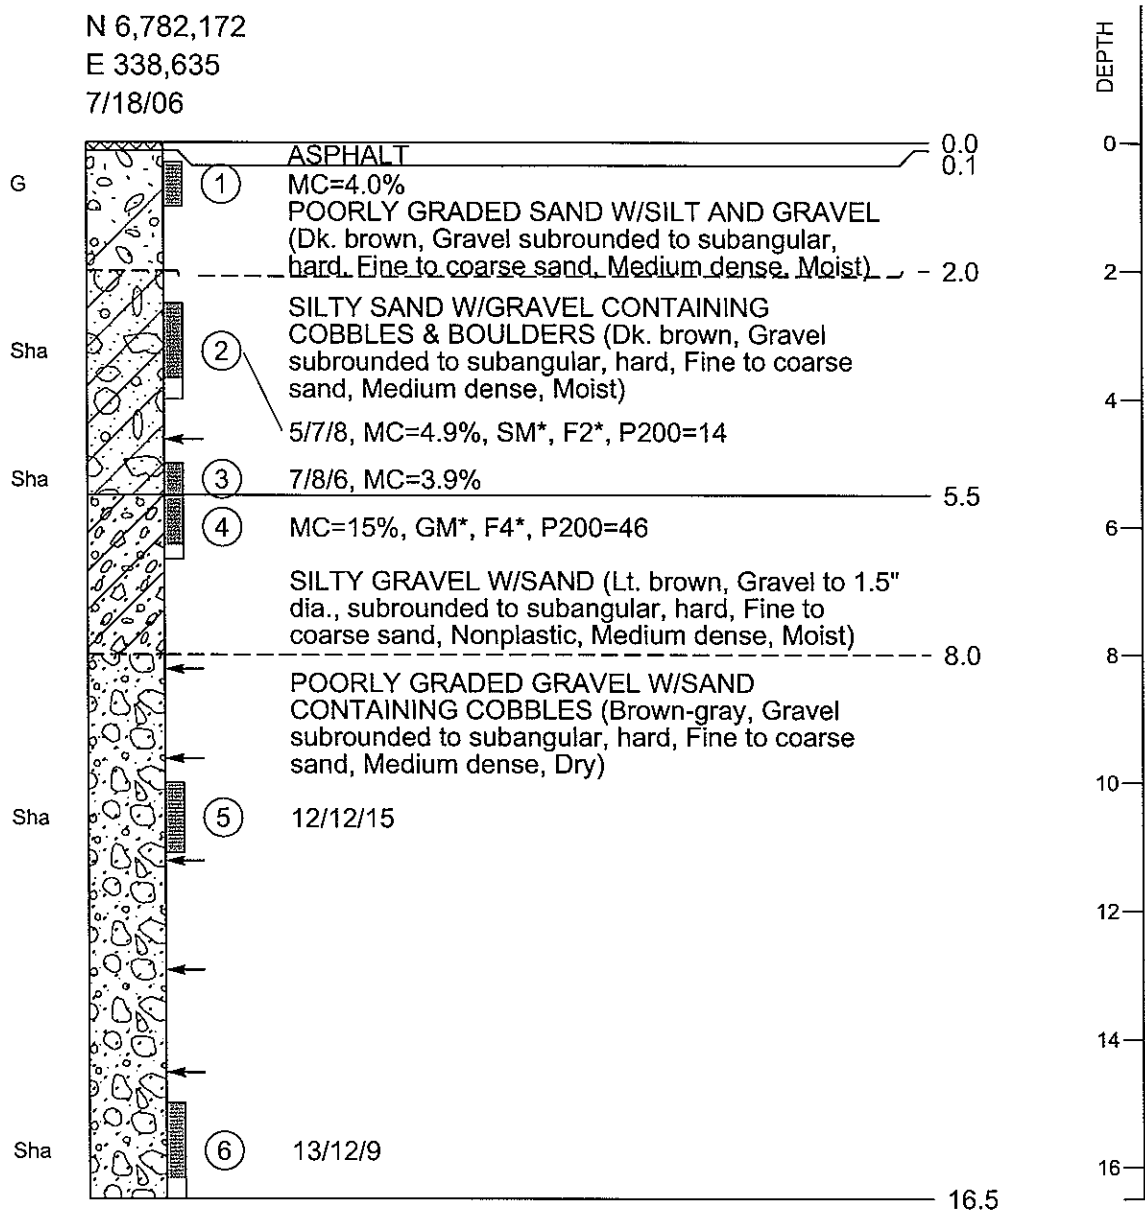 N 6,782,172
E 338,635
7/18/06
DEPTH
0.0
0
ASPHALT
0.1
G
1
MC=4.0%
POORLY GRADED SAND W/SILT AND GRAVEL
(Dk. brown, Gravel subrounded to subangular,
hard, Fine to coarse sand, Medium dense, Moist)
2.0
2
SILTY SAND W/GRAVEL CONTAINING
COBBLES & BOULDERS (Dk. brown, Gravel
subrounded to subangular, hard, Fine to coarse
sand, Medium dense, Moist)
Sha
2
4
5/7/8, MC=4.9%, SM*, F2*, P200=14
Sha
3
7/8/6, MC=3.9%
5.5
4
MC=15%, GM*, F4*, P200=46
6
SILTY GRAVEL W/SAND (Lt. brown, Gravel to 1.5"
dia., subrounded to subangular, hard, Fine to
coarse sand, Nonplastic, Medium dense, Moist)
8.0
8
POORLY GRADED GRAVEL W/SAND
CONTAINING COBBLES (Brown-gray, Gravel
subrounded to subangular, hard, Fine to coarse
sand, Medium dense, Dry)
10
Sha
5
12/12/15
12
14
Sha
6
13/12/9
16
16.5